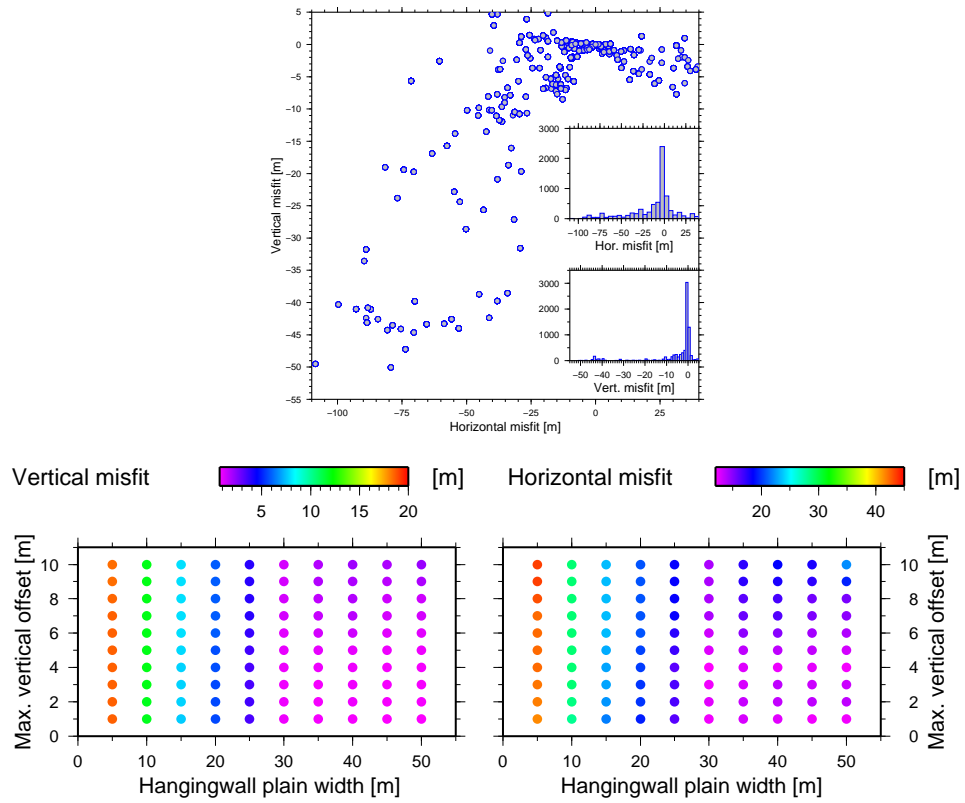 5
0
−5
−10
−15
−20
−25
−30
−35
−40
−45
−50
−55
Vertical misfit [m]
−100 −75 −50 −25 0 25
Horizontal misfit [m]
3000
2000
1000
0
−100 −75 −50 −25 0 25
Hor. misfit [m]
3000
2000
1000
0
−50 −40 −30 −20 −10 0
Vert. misfit [m]
Vertical misfit
5 10 15 20
[m]
Horizontal misfit
20 30 40
[m]
10
8
6
4
2
0
Max. vertical offset [m]
0 10 20 30 40 50
Hangingwall plain width [m]
10
8
6
4
2
0
Max. vertical offset [m]
0 10 20 30 40 50
Hangingwall plain width [m]